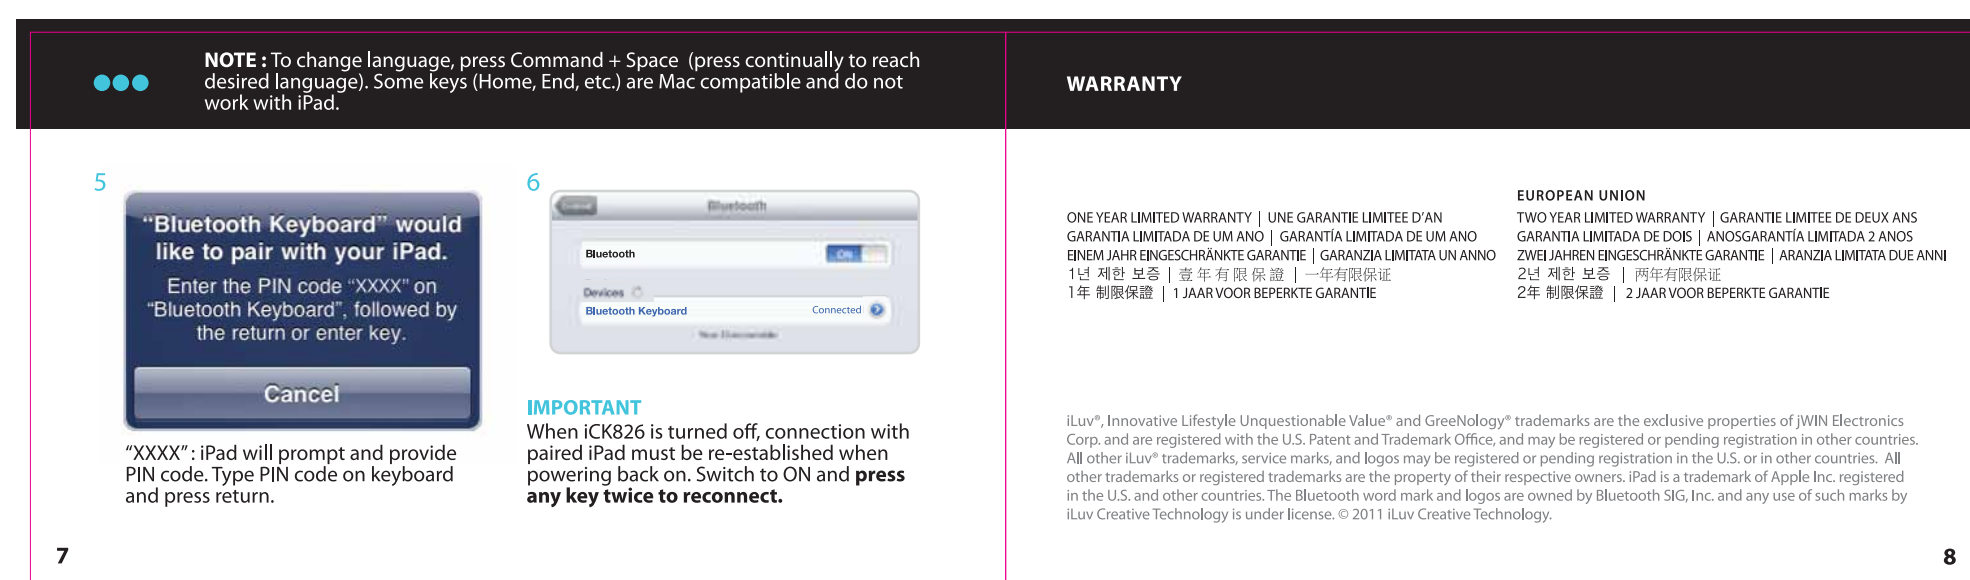 NOTE : To change language, press Command + Space (press continually to reach
desired language). Some keys (Home, End, etc.) are Mac compatible and do not
work with iPad.
5
“Bluetooth Keyboard” would
like to pair with your iPad.
Enter the PIN code “XXXX” on
“Bluetooth Keyboard”, followed by
the return or enter key.
Cancel
“XXXX” : iPad will prompt and provide
PIN code. Type PIN code on keyboard
and press return.
6
Bluetooth
Bluetooth
ON
Devices
Bluetooth Keyboard Connected
IMPORTANT
When iCK826 is turned off, connection with
paired iPad must be re-established when
powering back on. Switch to ON and press
any key twice to reconnect.
7
WARRANTY
ONE YEAR LIMITED WARRANTY | UNE GARANTIE LIMITEE D’AN
GARANTIA LIMITADA DE UM ANO | GARANTÍA LIMITADA DE UM ANO
EINEM JAHR EINGESCHRÄNKTE GARANTIE | GARANZIA LIMITATA UN ANNO
1년 제한 보증 | 壹年有限保證 | 一年有限保证
1年 制限保證 | 1 JAAR VOOR BEPERKTE GARANTIE
EUROPEAN UNION
TWO YEAR LIMITED WARRANTY | GARANTIE LIMITEE DE DEUX ANS
GARANTIA LIMITADA DE DOIS | ANOSGARANTÍA LIMITADA 2 ANOS
ZWEI JAHREN EINGESCHRÄNKTE GARANTIE | ARANZIA LIMITATA DUE ANNI
2년 제한 보증 | 两年有限保证
2年 制限保證 | 2 JAAR VOOR BEPERKTE GARANTIE
iLuv®, Innovative Lifestyle Unquestionable Value® and GreeNology® trademarks are the exclusive properties of jWIN Electronics
Corp. and are registered with the U.S. Patent and Trademark Office, and may be registered or pending registration in other countries.
All other iLuv® trademarks, service marks, and logos may be registered or pending registration in the U.S. or in other countries. All
other trademarks or registered trademarks are the property of their respective owners. iPad is a trademark of Apple Inc. registered
in the U.S. and other countries. The Bluetooth word mark and logos are owned by Bluetooth SIG, Inc. and any use of such marks by
iLuv Creative Technology is under license. © 2011 iLuv Creative Technology.
8